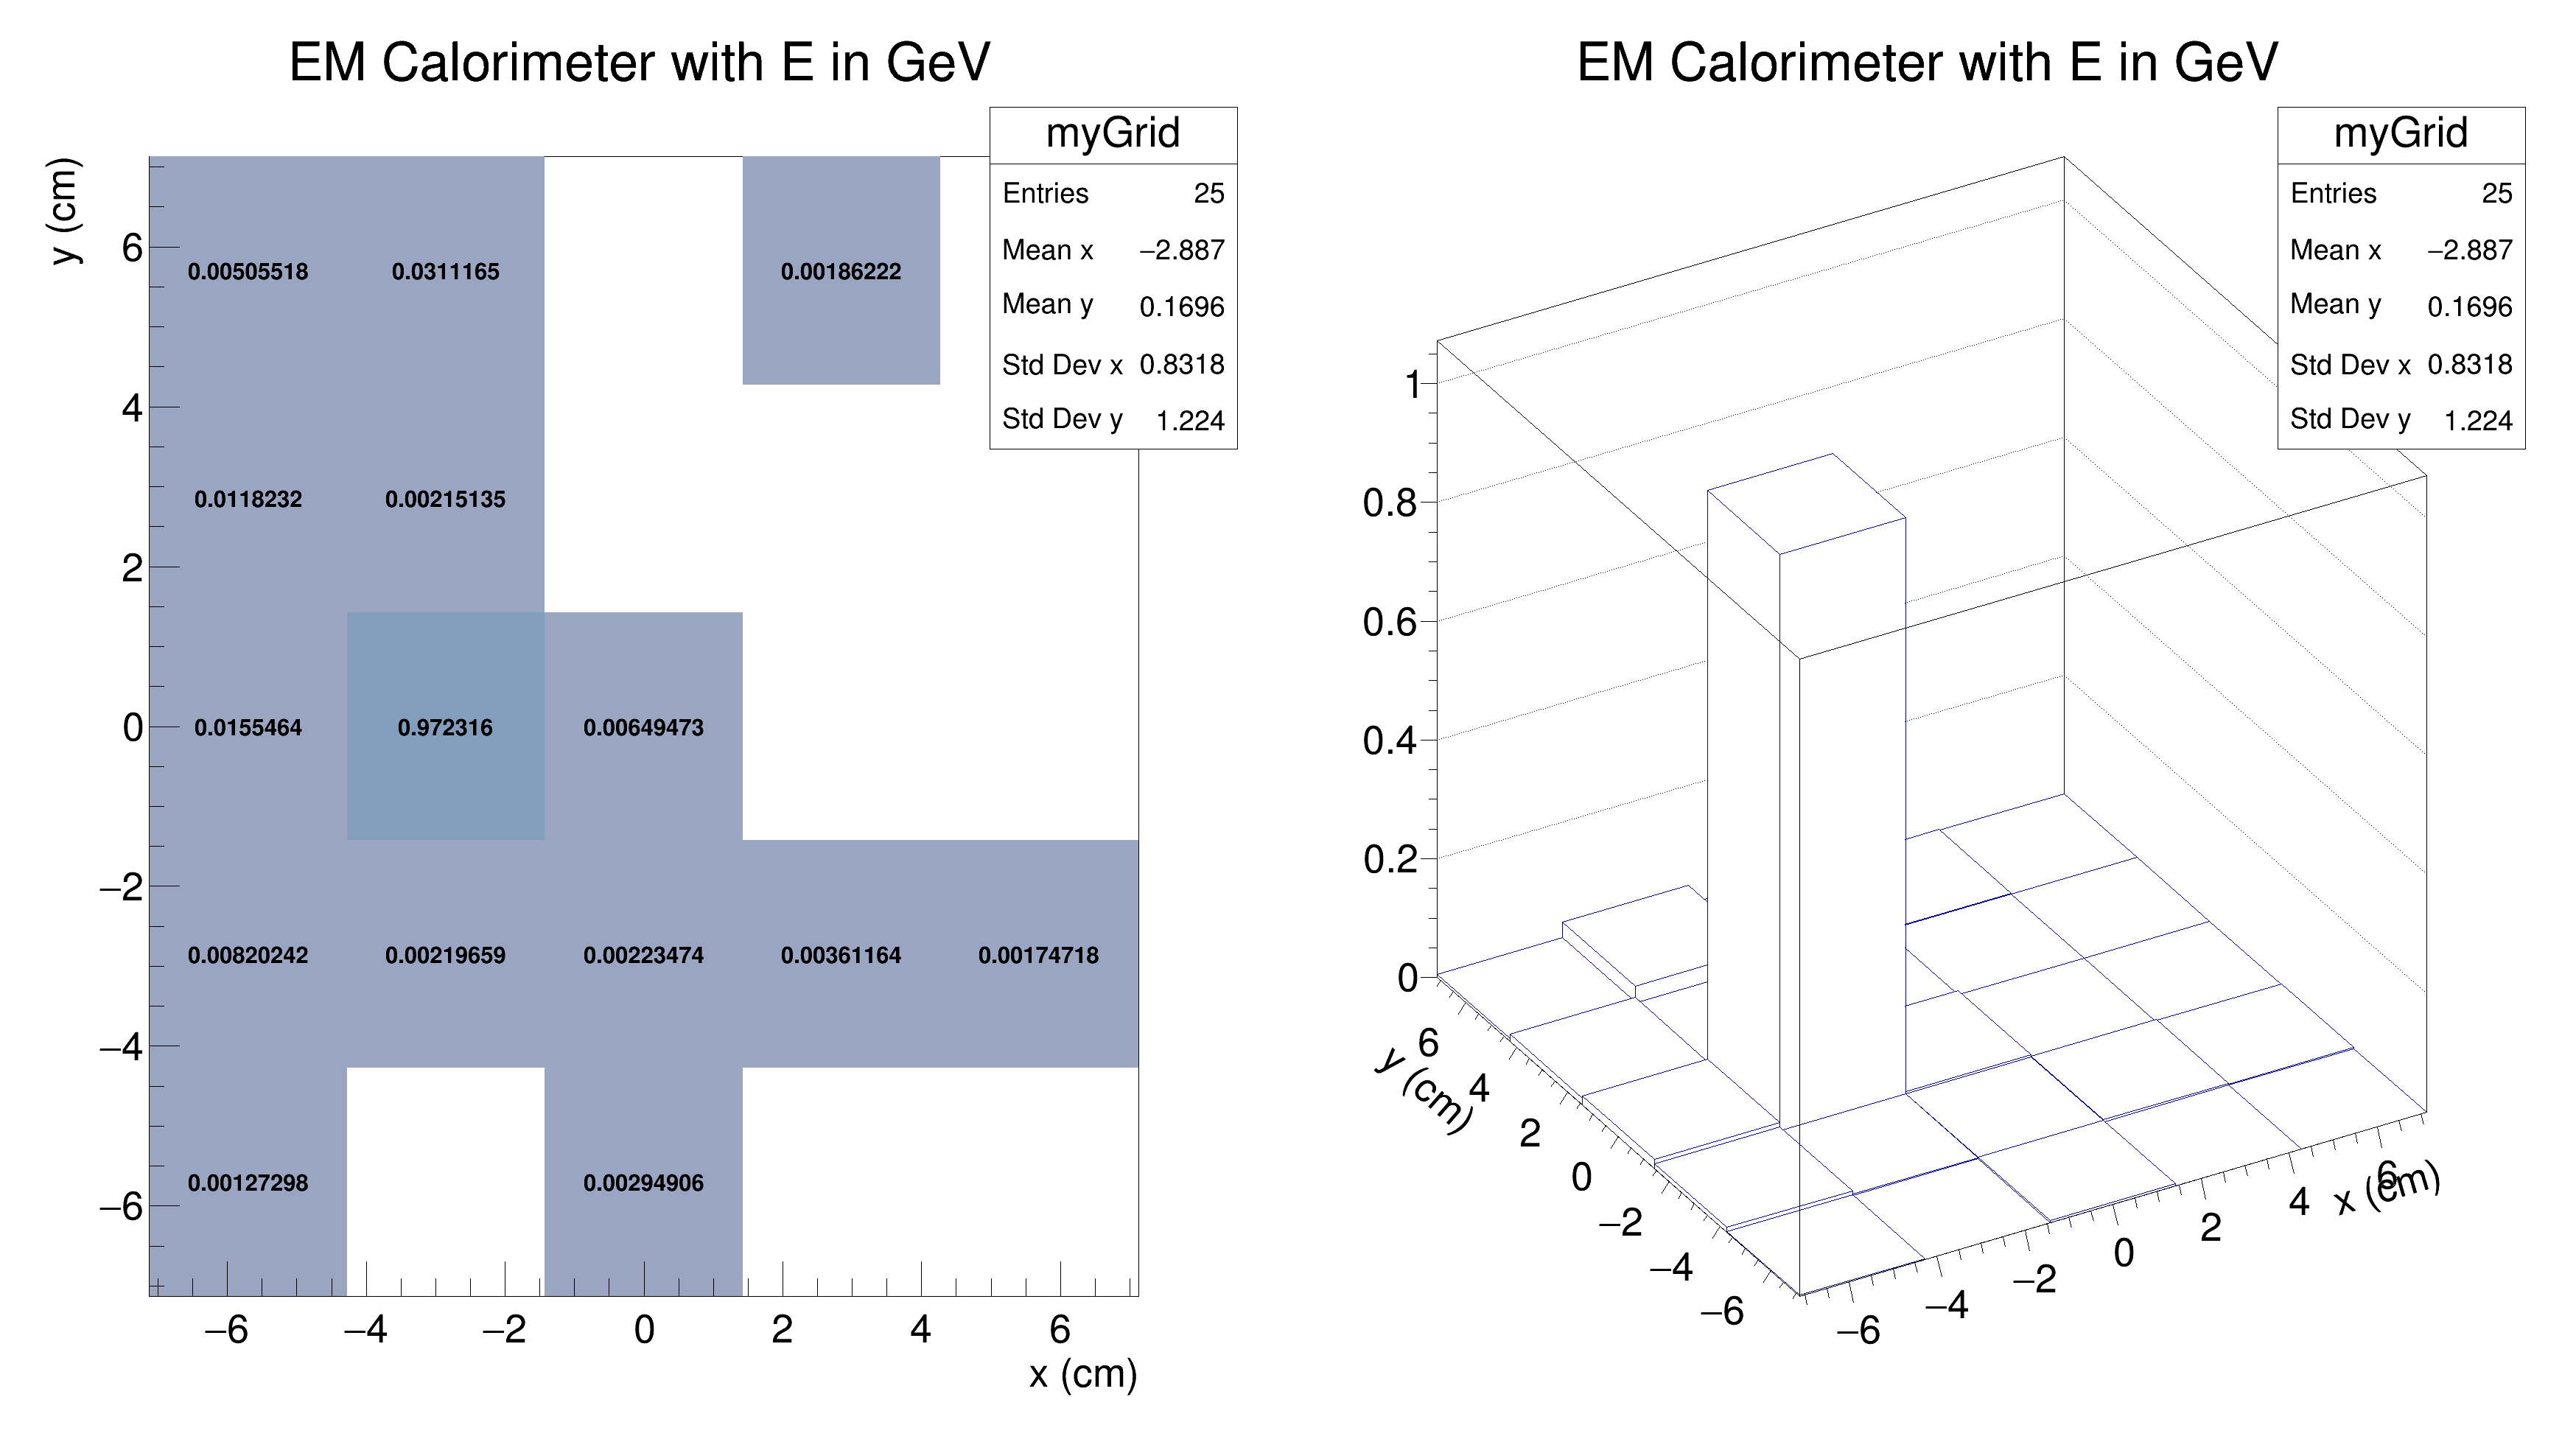 EM Calorimeter with E in GeV
myGrid
Entries 25
Mean x −2.887
Mean y 0.1696
Std Dev x 0.8318
Std Dev y 1.224
y (cm)
6
4
2
0
−2
−4
−6
0.00505518 0.0311165 0.00186222
0.0118232 0.00215135
0.0155464 0.972316 0.00649473
0.00820242 0.00219659 0.00223474 0.00361164 0.00174718
0.00127298 0.00294906
−6 −4 −2 0 2 4 6
x (cm)
EM Calorimeter with E in GeV
myGrid
Entries 25
Mean x −2.887
Mean y 0.1696
Std Dev x 0.8318
Std Dev y 1.224
1
0.8
0.6
0.4
0.2
0
6
4
2
0
−2
−4
−6
y (cm)
−6
−4
−2
0
2
4
6
x (cm)